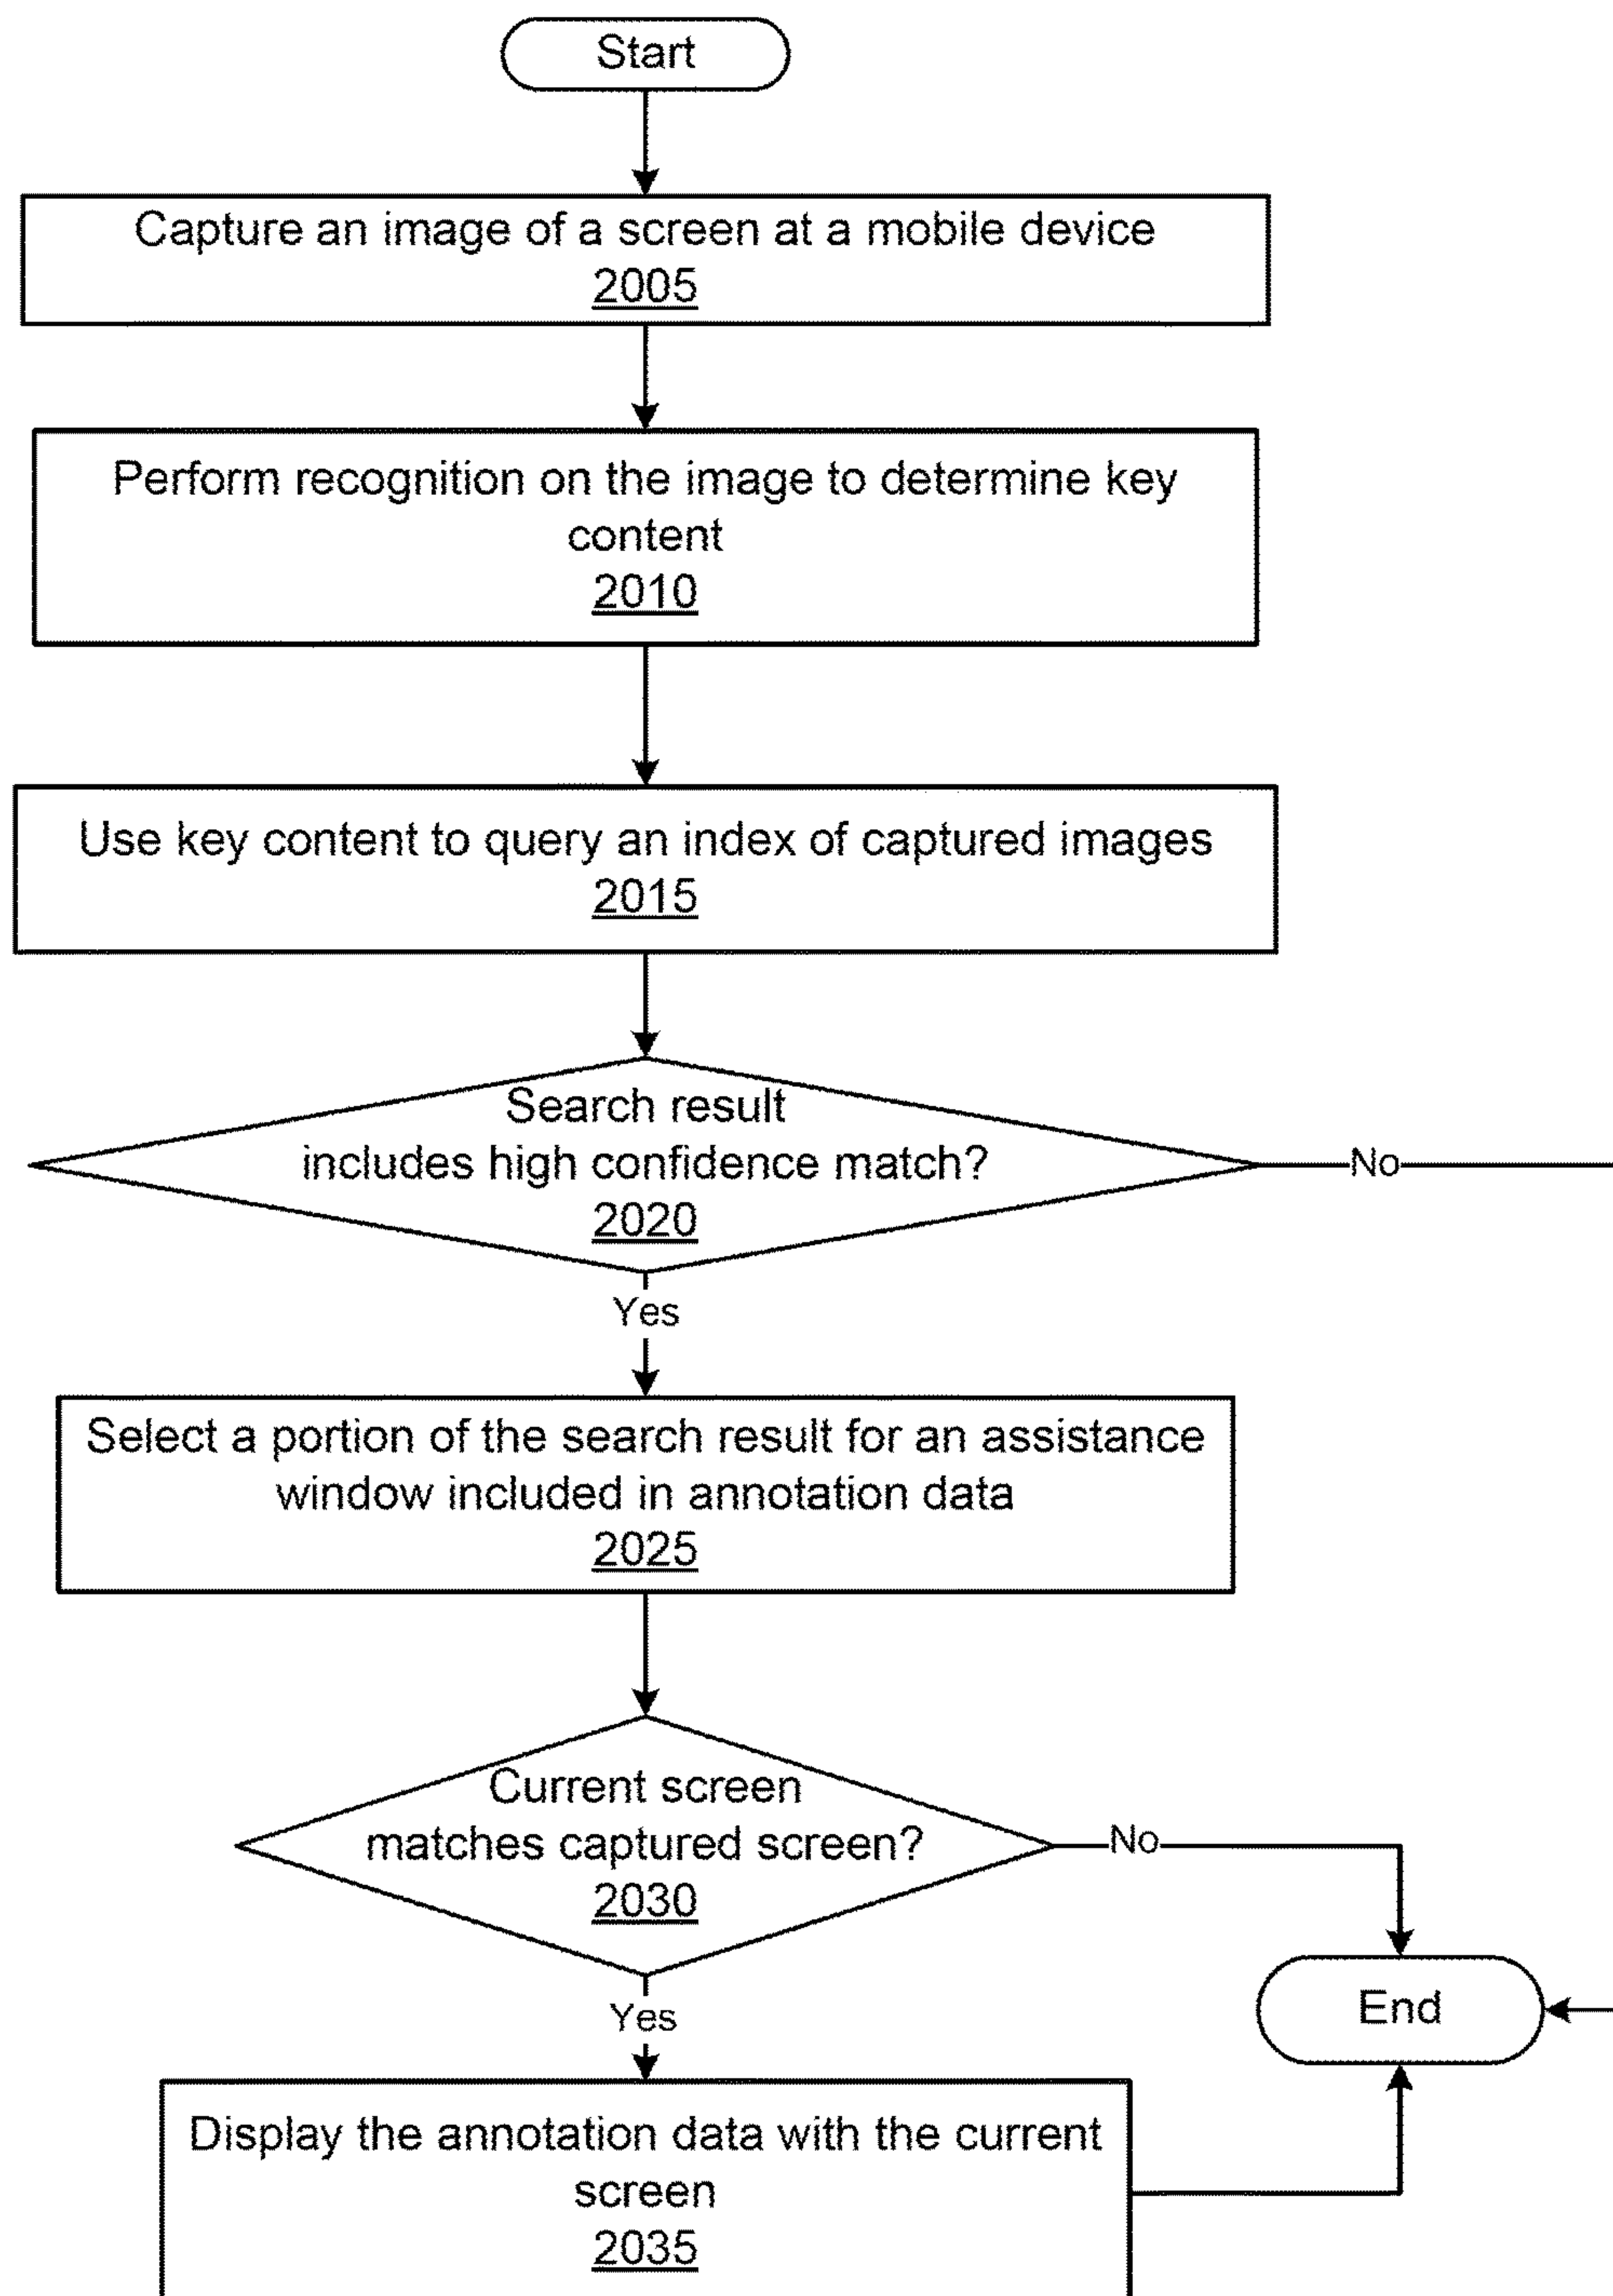 Start
Capture an image of a screen at a mobile device
2005
Perform recognition on the image to determine key
content
2010
Use key content to query an index of captured images
2015
Search result
includes high confidence match?
2020
No
Yes
Select a portion of the search result for an assistance
window included in annotation data
2025
Current screen
matches captured screen?
2030
No
Yes
End
Display the annotation data with the current
screen
2035